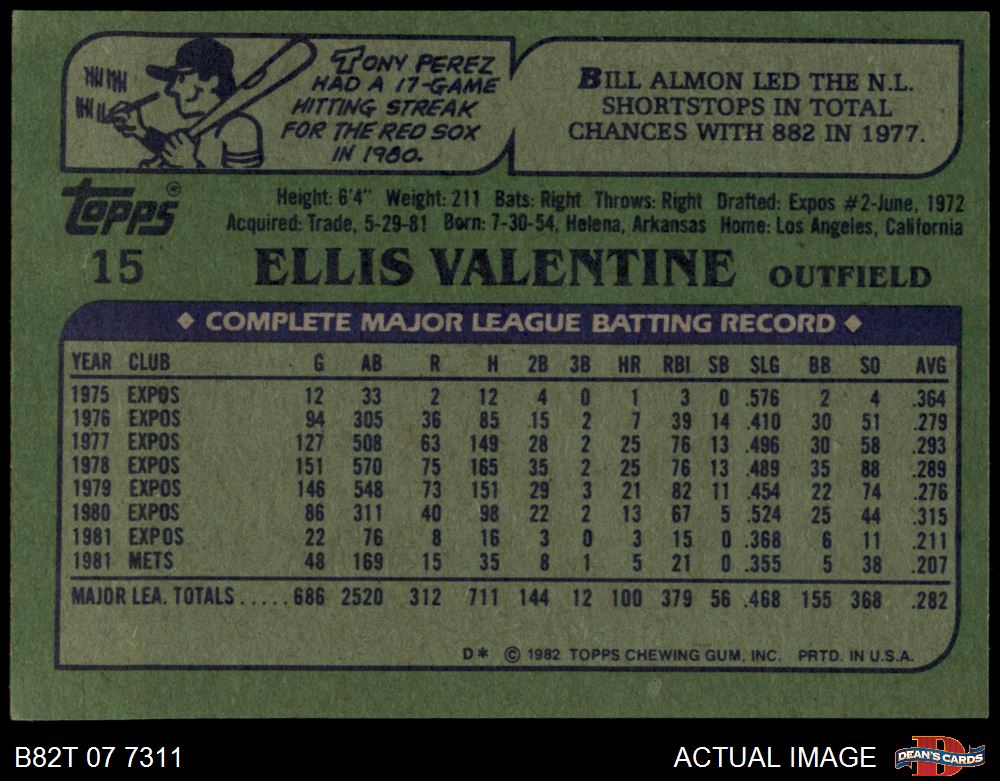 TONY PEREZ
HAD A 17-GAME
HITTING STREAK
FOR THE RED SOX
IN 1980.
BILL ALMON LED THE N.L.
SHORTSTOPS IN TOTAL
CHANCES WITH 882 IN 1977.
TOPPS®
Height: 6'4" Weight: 211 Bats: Right Throws: Right Drafted: Expos #2-June, 1972
Acquired: Trade, 5-29-81 Born: 7-30-54, Helena, Arkansas Home: Los Angeles, California
15 ELLIS VALENTINE OUTFIELD
◆ COMPLETE MAJOR LEAGUE BATTING RECORD ◆
YEAR CLUB G AB R H 2B 3B HR RBI SB SLG BB SO AVG
1975 EXPOS 12 33 2 12 4 0 1 3 0 .576 2 4 .364
1976 EXPOS 94 305 36 85 15 2 7 39 14 .410 30 51 .279
1977 EXPOS 127 508 63 149 28 2 25 76 13 .496 30 58 .293
1978 EXPOS 151 570 75 165 35 2 25 76 13 .489 35 88 .289
1979 EXPOS 146 548 73 151 29 3 21 82 11 .454 22 74 .276
1980 EXPOS 86 311 40 98 22 2 13 67 5 .524 25 44 .315
1981 EXPOS 22 76 8 16 3 0 3 15 0 .368 6 11 .211
1981 METS 48 169 15 35 8 1 5 21 0 .355 5 38 .207
MAJOR LEA. TOTALS.....686 2520 312 711 144 12 100 379 56 .468 155 368 .282
D* © 1982 TOPPS CHEWING GUM, INC. PRTD. IN U.S.A.
B82T 07 7311 ACTUAL IMAGE D DEAN'S CARDS